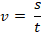 v = s/t